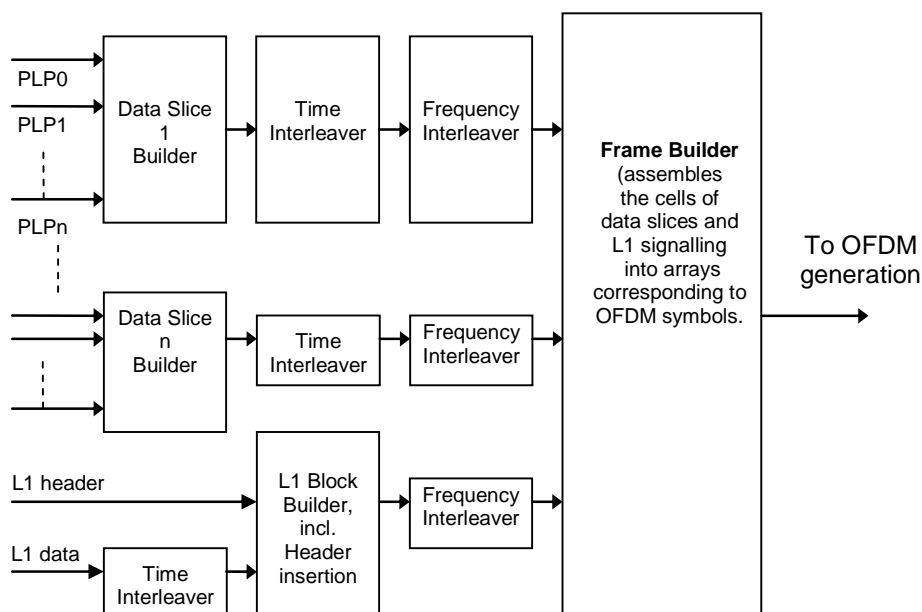 PLP0
PLP1
PLPn
Data Slice
1
Builder
Time
Interleaver
Frequency
Interleaver
Data Slice
n
Builder
Time
Interleaver
Frequency
Interleaver
L1 header
L1 data
Time
Interleaver
L1 Block
Builder,
incl.
Header
insertion
Frequency
Interleaver
Frame Builder
(assembles
the cells of
data slices and
L1 signalling
into arrays
corresponding to
OFDM symbols.
To OFDM
generation